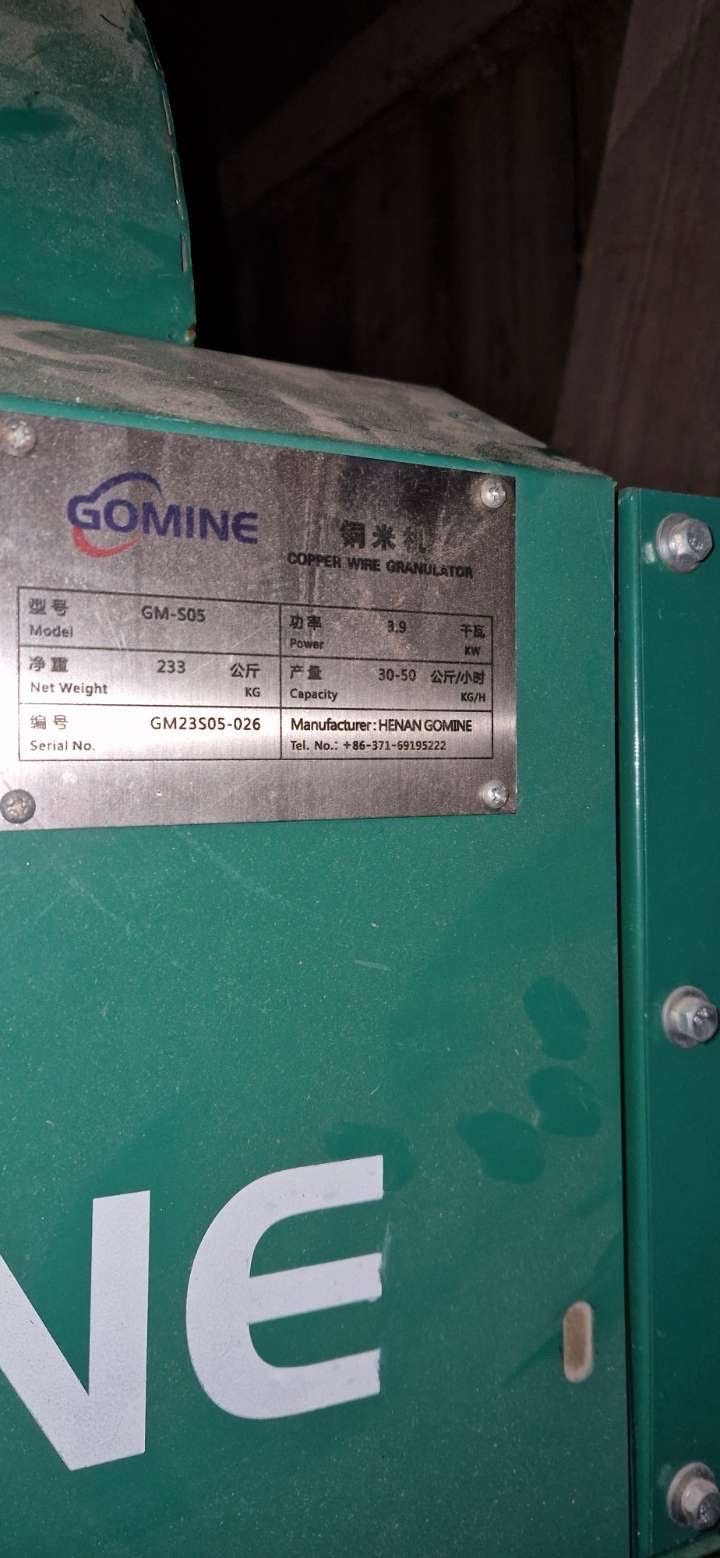 GOMINE
铜米机
COPPER WIRE GRANULATOR
型号 GM-S05 功率 3.9 千瓦
Model Power KW
净重 233 公斤 产量 30-50 公斤/小时
Net Weight KG Capacity KG/H
编号 GM23S05-026 Manufacturer: HENAN GOMINE
Serial No. Tel. No.: +86-371-69195222
NE